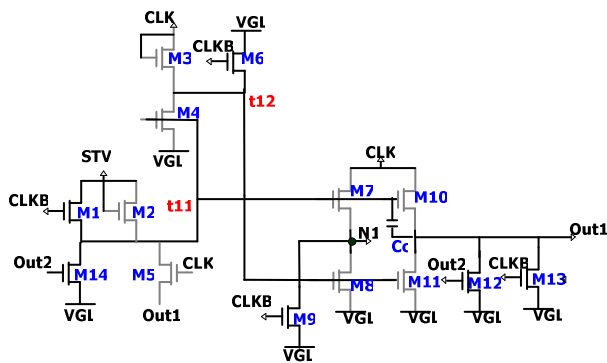 CLK
VGL
M3
CLKB
M6
t12
M4
VGL
STV
CLK
CLKB
M1
M2
t11
M7
M10
N1
Cc
Out1
Out2
M14
M5
CLK
M8
M11
Out2
M12
CLKB
M13
CLKB
M9
VGL
Out1
VGL
VGL
VGL
VGL
VGL